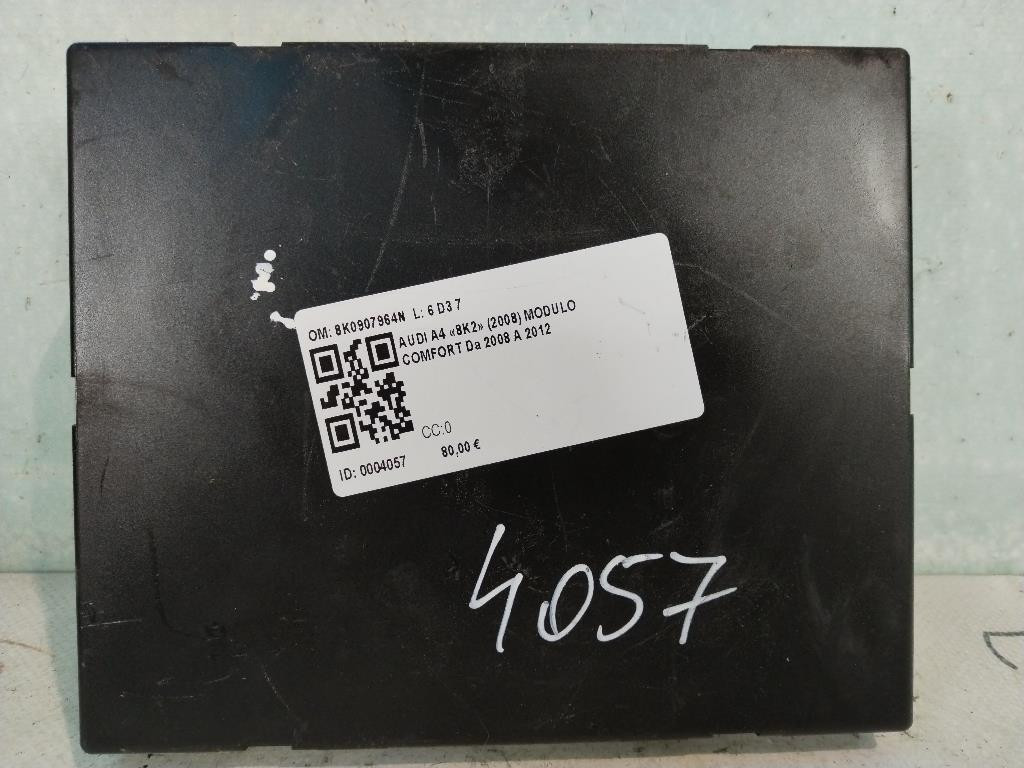 OM: 8K0907964N L: 6 D3 7
AUDI A4 «8K2» (2008) MODULO
COMFORT Da 2008 A 2012
CC:0
ID: 0004057 80,00 €
4057